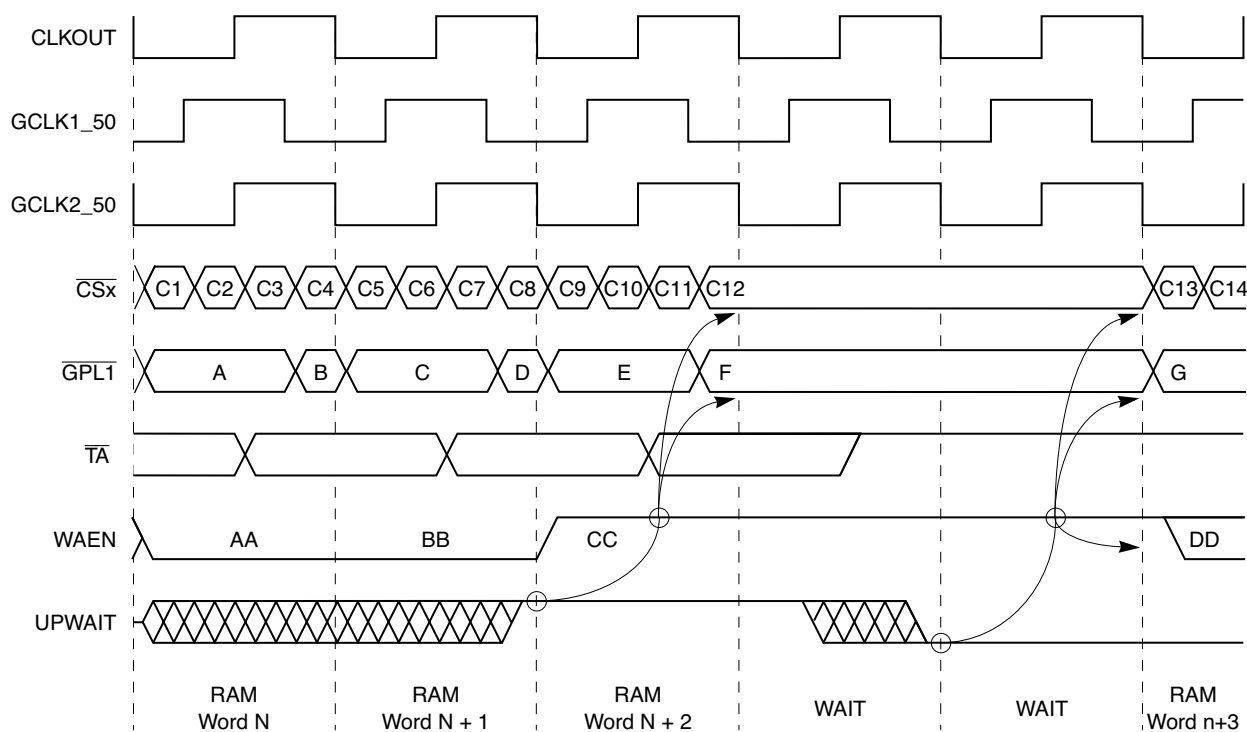 CLKOUT
GCLK1_50
GCLK2_50
CSx
C1 C2 C3 C4 C5 C6 C7 C8 C9 C10 C11 C12 C13 C14
GPL1
A B C D E F G
TA
WAEN
AA BB CC DD
UPWAIT
RAM
Word N
RAM
Word N + 1
RAM
Word N + 2
WAIT
WAIT
RAM
Word n+3